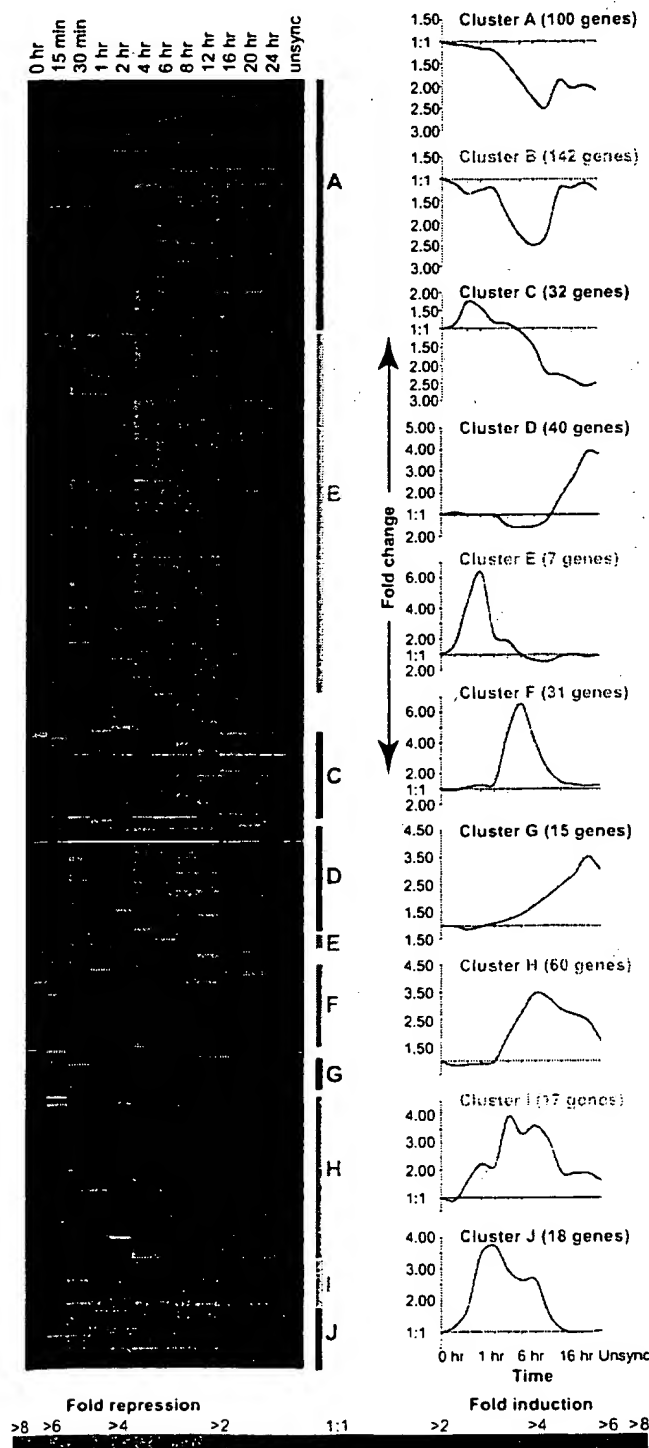 0 hr
15 min
30 min
1 hr
2 hr
4 hr
6 hr
8 hr
12 hr
16 hr
20 hr
24 hr
unsync
A
E
C
D
E
F
G
H
I
J
Fold change
Cluster A (100 genes)
1.50
1:1
1.50
2.00
2.50
3.00
Cluster B (142 genes)
1.50
1:1
1.50
2.00
2.50
3.00
Cluster C (32 genes)
2.00
1.50
1:1
1.50
2.00
2.50
3.00
Cluster D (40 genes)
5.00
4.00
3.00
2.00
1:1
2.00
Cluster E (7 genes)
6.00
4.00
2.00
1:1
2.00
Cluster F (31 genes)
6.00
4.00
2.00
1:1
2.00
Cluster G (15 genes)
4.50
3.50
2.50
1.50
1.50
Cluster H (60 genes)
4.50
3.50
2.50
1.50
Cluster I (17 genes)
4.00
3.00
2.00
1:1
Cluster J (18 genes)
4.00
3.00
2.00
1:1
0 hr 1 hr 6 hr 16 hr Unsync
Time
Fold repression Fold induction
>8 >6 >4 >2 1:1 >2 >4 >6 >8